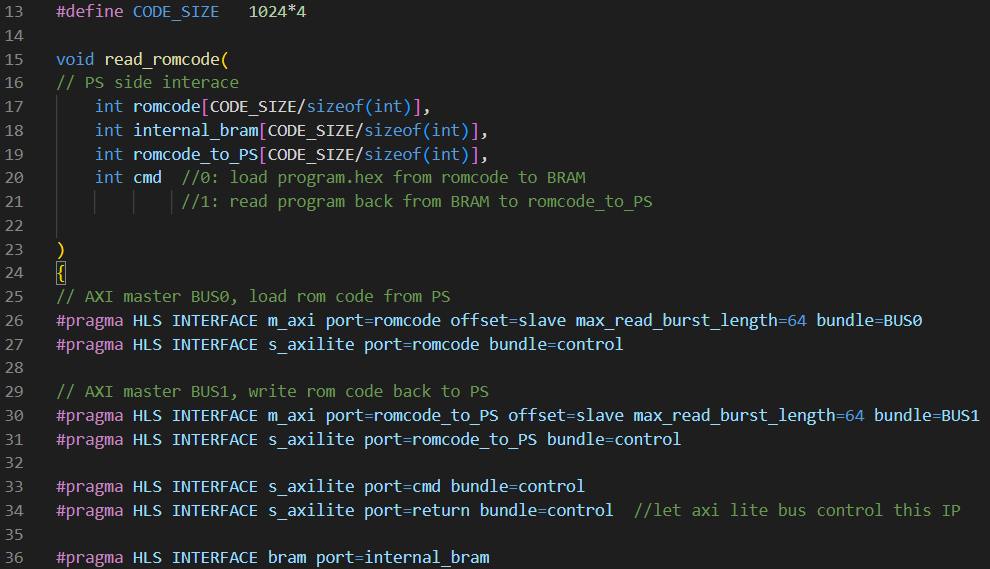 13 #define CODE_SIZE   1024*4
14
15 void read_romcode(
16 // PS side interace
17     int romcode[CODE_SIZE/sizeof(int)],
18     int internal_bram[CODE_SIZE/sizeof(int)],
19     int romcode_to_PS[CODE_SIZE/sizeof(int)],
20     int cmd  //0: load program.hex from romcode to BRAM
21              //1: read program back from BRAM to romcode_to_PS
22
23 )
24 {
25 // AXI master BUS0, load rom code from PS
26 #pragma HLS INTERFACE m_axi port=romcode offset=slave max_read_burst_length=64 bundle=BUS0
27 #pragma HLS INTERFACE s_axilite port=romcode bundle=control
28
29 // AXI master BUS1, write rom code back to PS
30 #pragma HLS INTERFACE m_axi port=romcode_to_PS offset=slave max_read_burst_length=64 bundle=BUS1
31 #pragma HLS INTERFACE s_axilite port=romcode_to_PS bundle=control
32
33 #pragma HLS INTERFACE s_axilite port=cmd bundle=control
34 #pragma HLS INTERFACE s_axilite port=return bundle=control  //let axi lite bus control this IP
35
36 #pragma HLS INTERFACE bram port=internal_bram